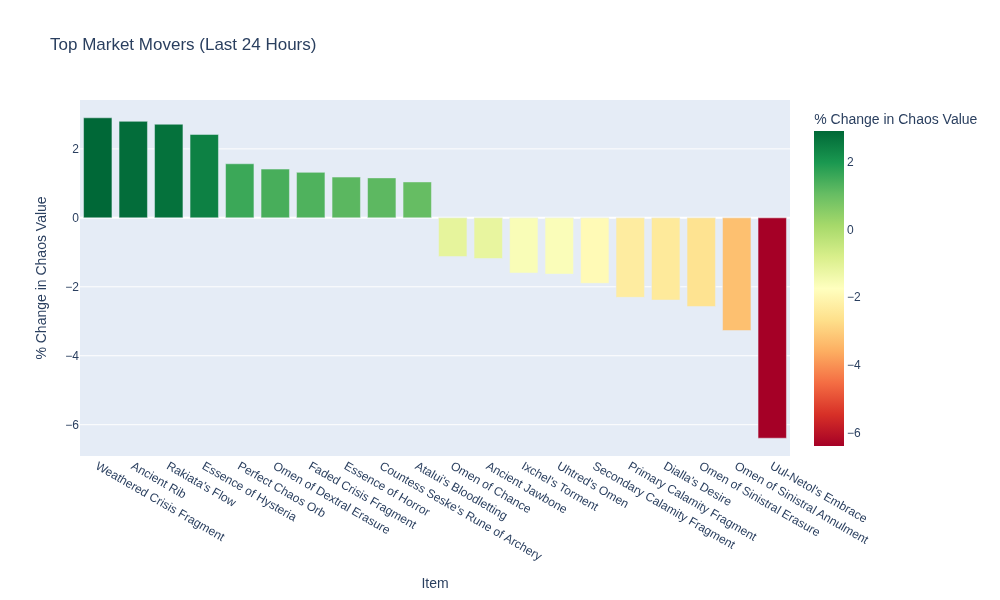 Top Market Movers (Last 24 Hours)
% Change in Chaos Value
2
0
−2
−4
−6
Weathered Crisis Fragment
Ancient Rib
Rakiata's Flow
Essence of Hysteria
Perfect Chaos Orb
Omen of Dextral Erasure
Faded Crisis Fragment
Essence of Horror
Countess Seske's Rune of Archery
Atalui's Bloodletting
Omen of Chance
Ancient Jawbone
Ixchel's Torment
Uhtred's Omen
Secondary Calamity Fragment
Primary Calamity Fragment
Dialla's Desire
Omen of Sinistral Erasure
Omen of Sinistral Annulment
Uul-Netol's Embrace
Item
% Change in Chaos Value
2
0
−2
−4
−6